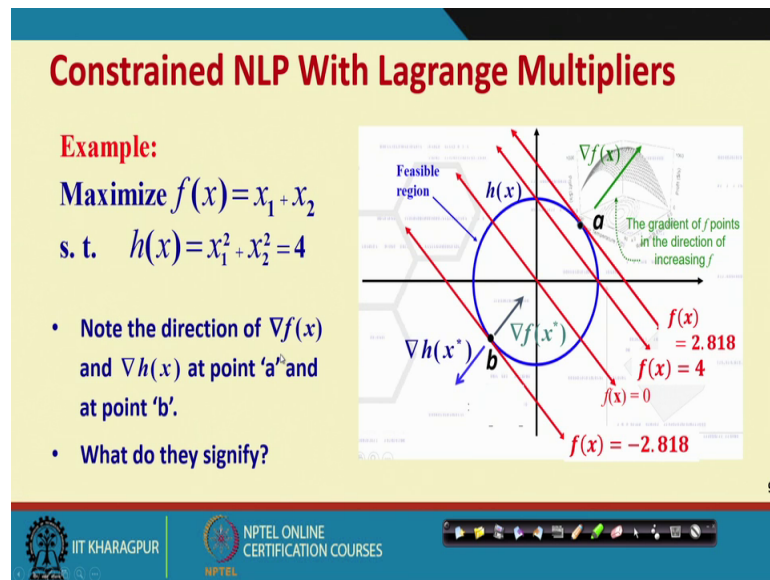 Constrained NLP With Lagrange Multipliers
Example:
Maximize f(x)=x₁+x₂
s. t. h(x)=x₁²+x₂²=4
• Note the direction of ∇f(x)
and ∇h(x) at point ‘a’ and
at point ‘b’.
• What do they signify?
Feasible
region
h(x)
∇f(x)
a
The gradient of f points
in the direction of
increasing f
∇h(x*)
b
∇f(x*)
f(x)
= 2.818
f(x) = 4
f(x) = 0
f(x) = −2.818
IIT KHARAGPUR
NPTEL
NPTEL ONLINE
CERTIFICATION COURSES